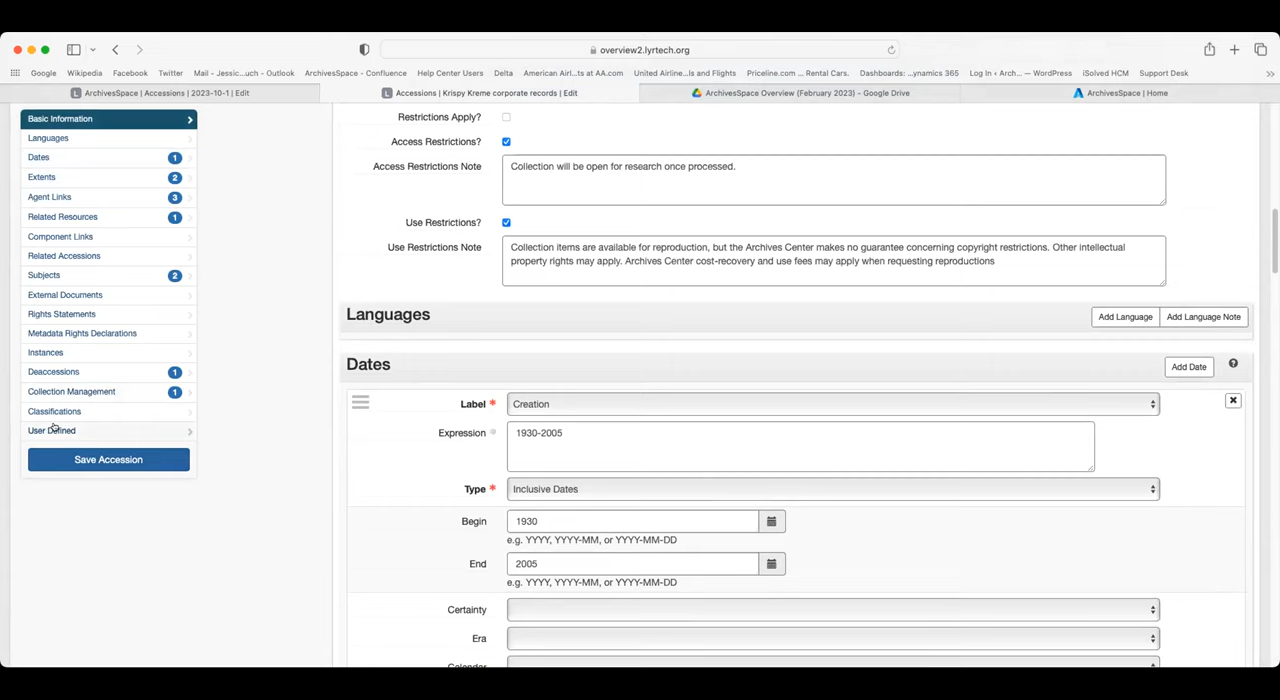 overview2.lyrtech.org
Google Wikipedia Facebook Twitter Mail - Jessic...uch - Outlook ArchivesSpace - Confluence Help Center Users Delta American Airl...ts at AA.com United Airline...ls and Flights Priceline.com ... Rental Cars. Dashboards: ...ynamics 365 Log In ‹ Arch... — WordPress iSolved HCM Support Desk
ArchivesSpace | Accessions | 2023-10-1 | Edit
Accessions | Krispy Kreme corporate records | Edit
ArchivesSpace Overview (February 2023) - Google Drive
ArchivesSpace | Home
Basic Information
Languages
Dates 1
Extents 2
Agent Links 3
Related Resources 1
Component Links
Related Accessions
Subjects 2
External Documents
Rights Statements
Metadata Rights Declarations
Instances
Deaccessions 1
Collection Management 1
Classifications
User Defined
Save Accession
Restrictions Apply?
Access Restrictions?
Access Restrictions Note
Collection will be open for research once processed.
Use Restrictions?
Use Restrictions Note
Collection items are available for reproduction, but the Archives Center makes no guarantee concerning copyright restrictions. Other intellectual
property rights may apply. Archives Center cost-recovery and use fees may apply when requesting reproductions
Languages
Add Language Add Language Note
Dates
Add Date
Label * Creation
Expression 1930-2005
Type * Inclusive Dates
Begin 1930
e.g. YYYY, YYYY-MM, or YYYY-MM-DD
End 2005
e.g. YYYY, YYYY-MM, or YYYY-MM-DD
Certainty
Era
Calendar